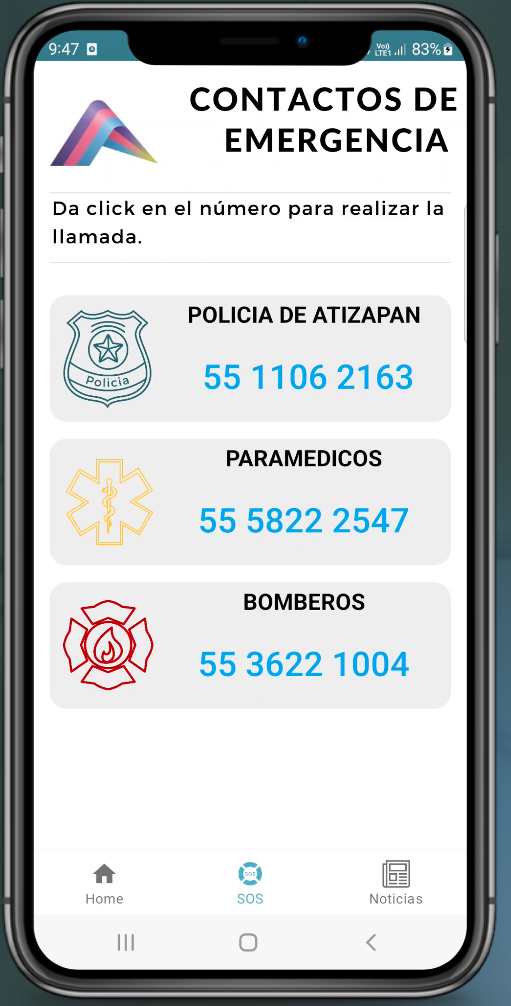 9:47
Vo)) LTE1 83%
CONTACTOS DE
EMERGENCIA
Da click en el número para realizar la
llamada.
POLICIA DE ATIZAPAN
Policía
55 1106 2163
PARAMEDICOS
55 5822 2547
BOMBEROS
55 3622 1004
SOS
Home
SOS
Noticias